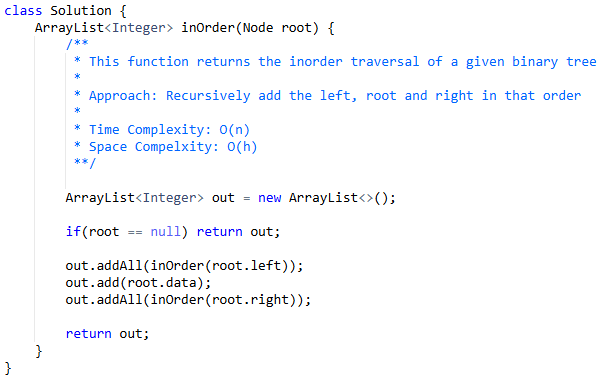 class Solution {
ArrayList<Integer> inOrder(Node root) {
/**
* This function returns the inorder traversal of a given binary tree
*
* Approach: Recursively add the left, root and right in that order
*
* Time Complexity: O(n)
* Space Compelxity: O(h)
**/
ArrayList<Integer> out = new ArrayList<>();
if(root == null) return out;
out.addAll(inOrder(root.left));
out.add(root.data);
out.addAll(inOrder(root.right));
return out;
}
}